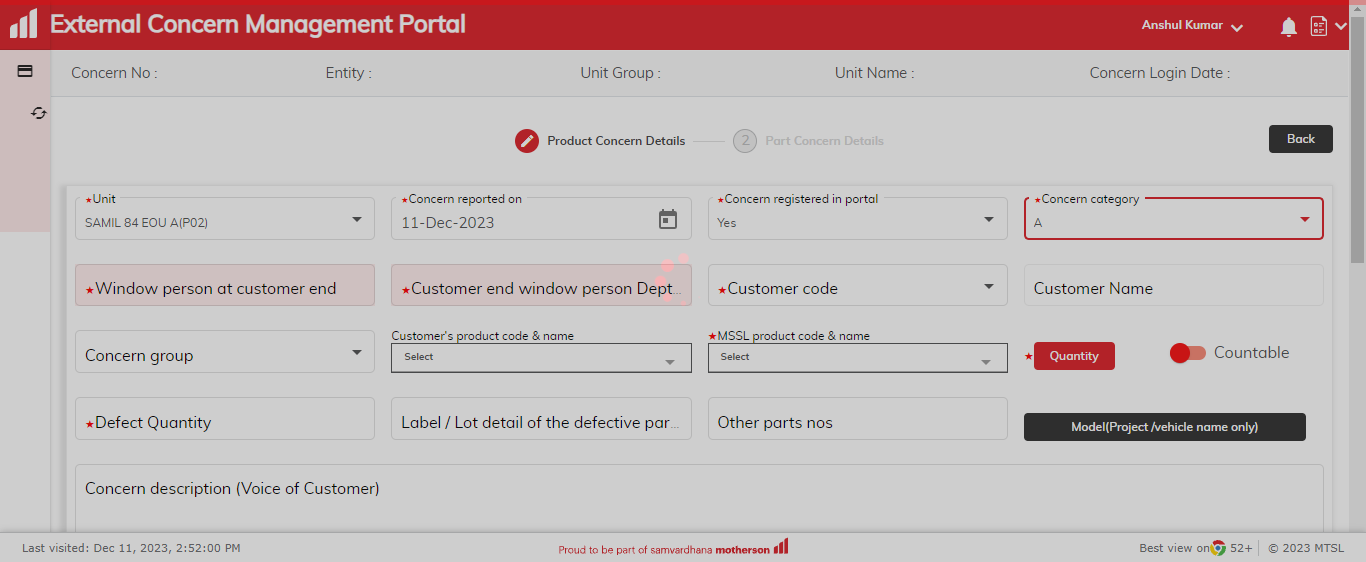 External Concern Management Portal
Anshul Kumar
Concern No :
Entity :
Unit Group :
Unit Name :
Concern Login Date :
Product Concern Details
2
Part Concern Details
Back
*Unit
SAMIL 84 EOU A(P02)
*Concern reported on
11-Dec-2023
*Concern registered in portal
Yes
*Concern category
A
*Window person at customer end
*Customer end window person Dept...
*Customer code
Customer Name
Concern group
Customer's product code & name
Select
*MSSL product code & name
Select
*Quantity
Countable
*Defect Quantity
Label / Lot detail of the defective par...
Other parts nos
Model(Project /vehicle name only)
Concern description (Voice of Customer)
Last visited: Dec 11, 2023, 2:52:00 PM
Proud to be part of samvardhana motherson
Best view on 52+
© 2023 MTSL